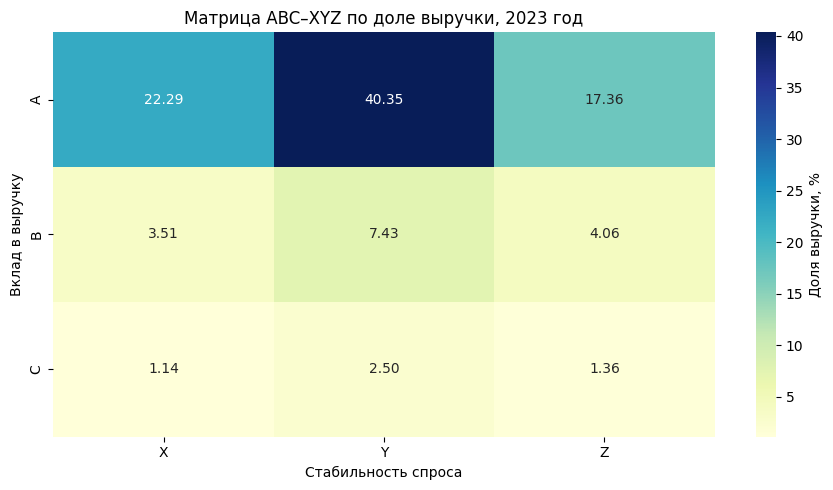 Матрица ABC–XYZ по доле выручки, 2023 год
Вклад в выручку
A
22.29 40.35 17.36
B
3.51 7.43 4.06
C
1.14 2.50 1.36
X Y Z
Стабильность спроса
40
35
30
25
20
15
10
5
Доля выручки, %